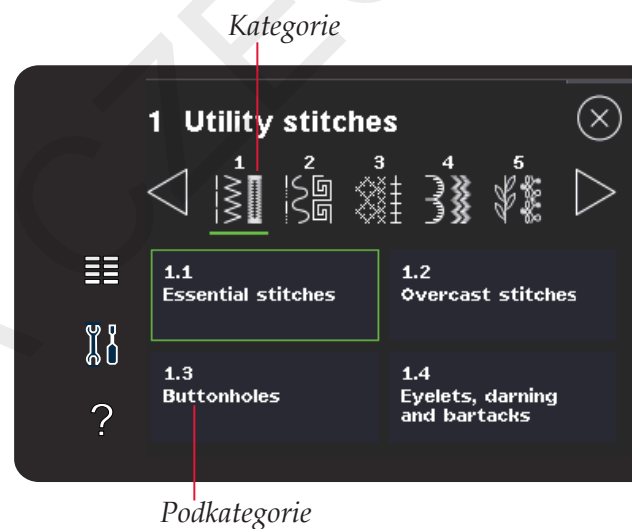 Kategorie
1 Utility stitches
1 2 3 4 5
1.1
Essential stitches
1.2
Overcast stitches
1.3
Buttonholes
1.4
Eyelets, darning
and bartacks
?
Podkategorie